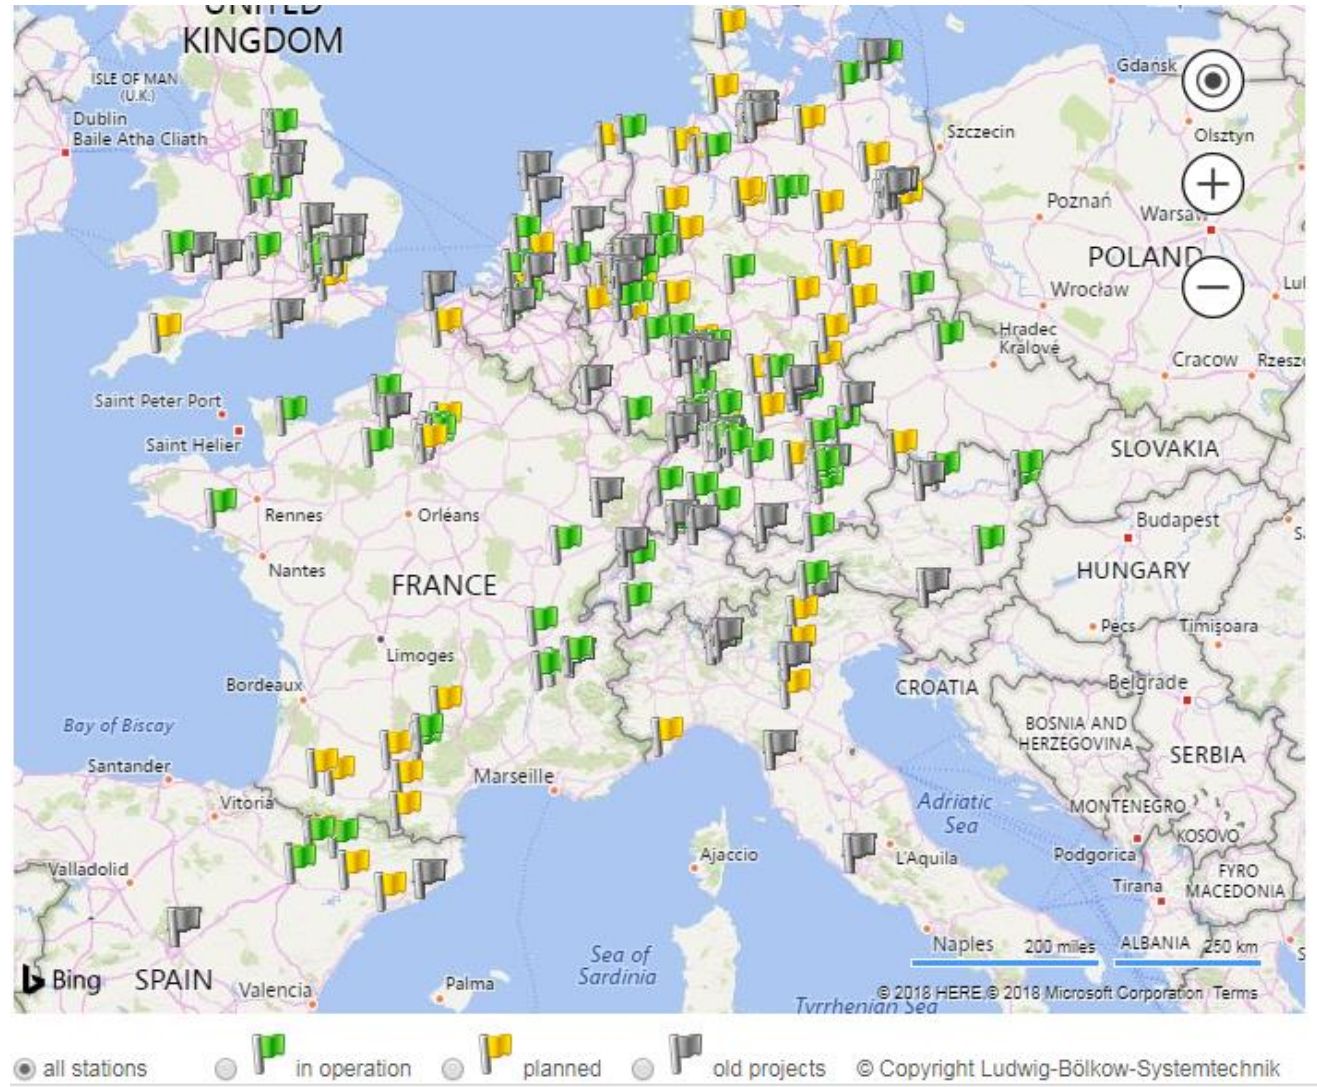 UNITED
KINGDOM
ISLE OF MAN
(U.K.)
Dublin
Baile Atha Cliath
Gdańsk
Olsztyn
Szczecin
Poznań
Warsaw
POLAND
Wrocław
Hradec
Králové
Cracow
Saint Peter Port
Saint Helier
SLOVAKIA
Rennes
Orléans
Budapest
Nantes
FRANCE
HUNGARY
Pécs
Timișoara
Limoges
Bordeaux
CROATIA
Belgrade
Bay of Biscay
BOSNIA AND
HERZEGOVINA
SERBIA
Santander
Marseille
Vitoria
Adriatic
Sea
MONTENEGRO
KOSOVO
Valladolid
Ajaccio
L'Aquila
Podgorica
FYRO
MACEDONIA
Tirana
Naples
200 miles
ALBANIA
250 km
Sea of
Sardinia
Bing
SPAIN
Valencia
Palma
© 2018 HERE © 2018 Microsoft Corporation Terms
Tyrrhenian Sea
all stations
in operation
planned
old projects
© Copyright Ludwig-Bölkow-Systemtechnik